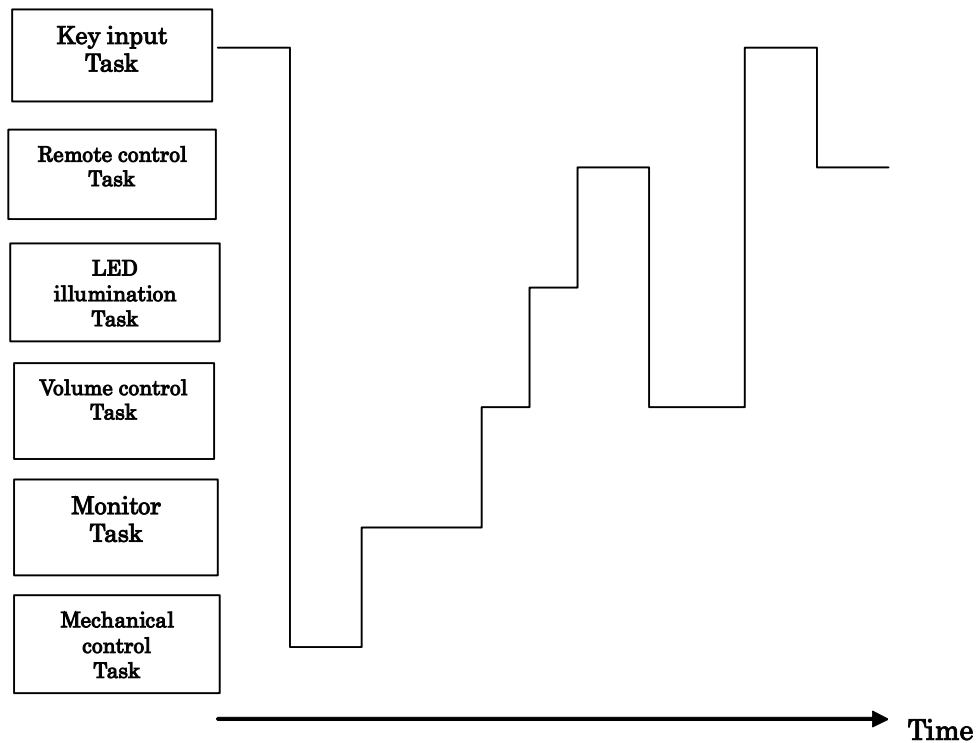 Key input
Task
Remote control
Task
LED
illumination
Task
Volume control
Task
Monitor
Task
Mechanical
control
Task
Time